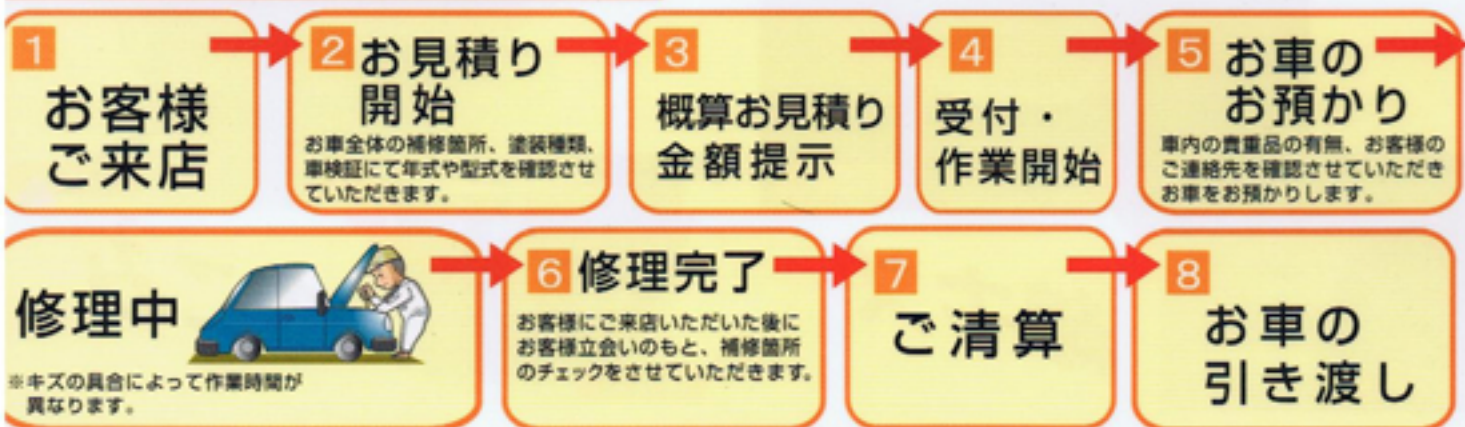 1
お客様
ご来店
2 お見積り
開始
お車全体の補修箇所、塗装種類、
車検証にて年式や型式を確認させ
ていただきます。
3
概算お見積り
金額提示
4
受付・
作業開始
5 お車の
お預かり
車内の貴重品の有無、お客様の
ご連絡先を確認させていただき
お車をお預かりします。
修理中
※キズの具合によって作業時間が
異なります。
6 修理完了
お客様にご来店いただいた後に
お客様立会いのもと、補修箇所
のチェックをさせていただきます。
7
ご清算
8
お車の
引き渡し